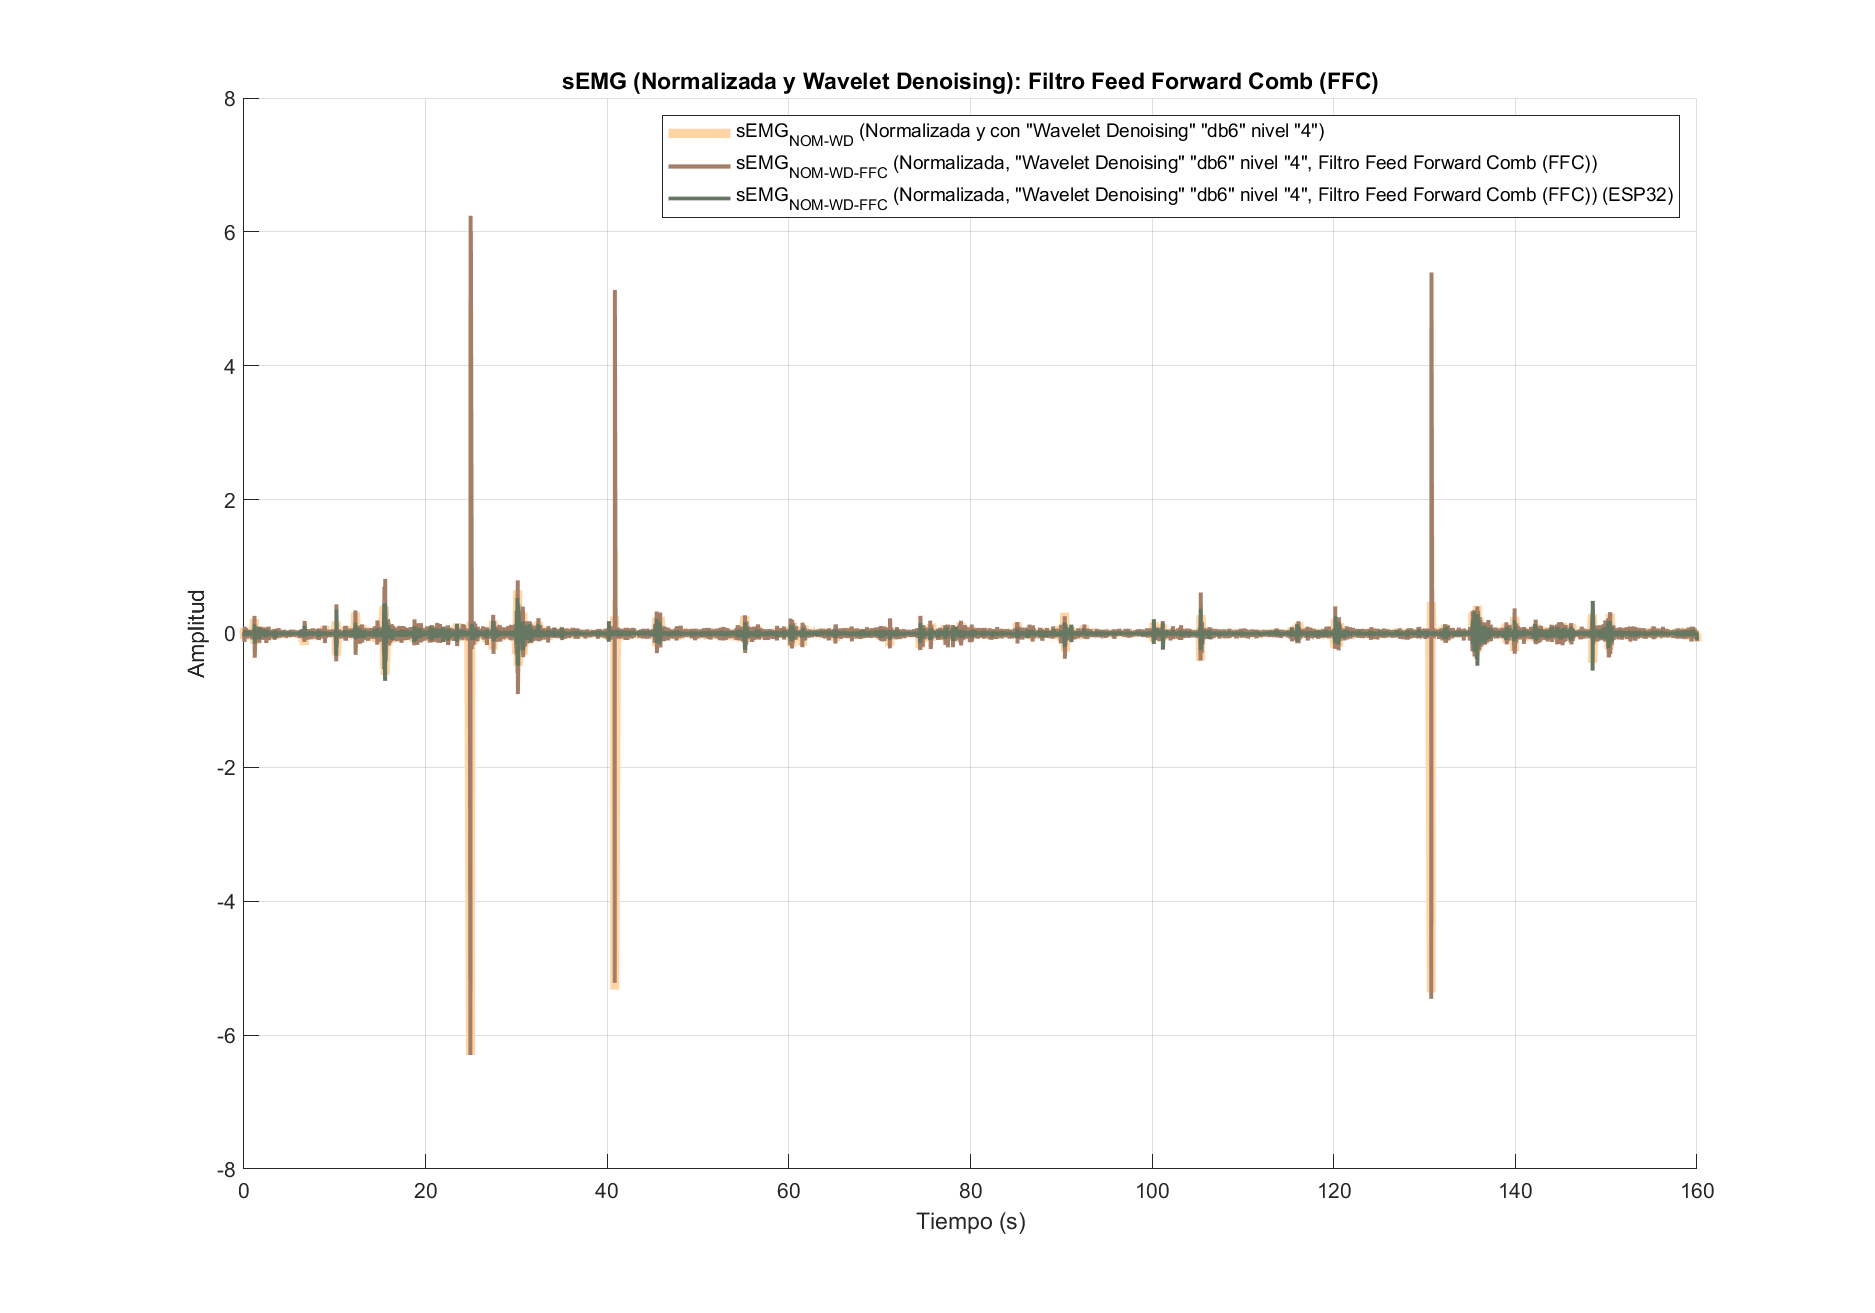 sEMG (Normalizada y Wavelet Denoising): Filtro Feed Forward Comb (FFC)
sEMG_NOM-WD (Normalizada y con "Wavelet Denoising" "db6" nivel "4")
sEMG_NOM-WD-FFC (Normalizada, "Wavelet Denoising" "db6" nivel "4", Filtro Feed Forward Comb (FFC))
sEMG_NOM-WD-FFC (Normalizada, "Wavelet Denoising" "db6" nivel "4", Filtro Feed Forward Comb (FFC)) (ESP32)
8
6
4
2
0
-2
-4
-6
-8
Amplitud
0 20 40 60 80 100 120 140 160
Tiempo (s)